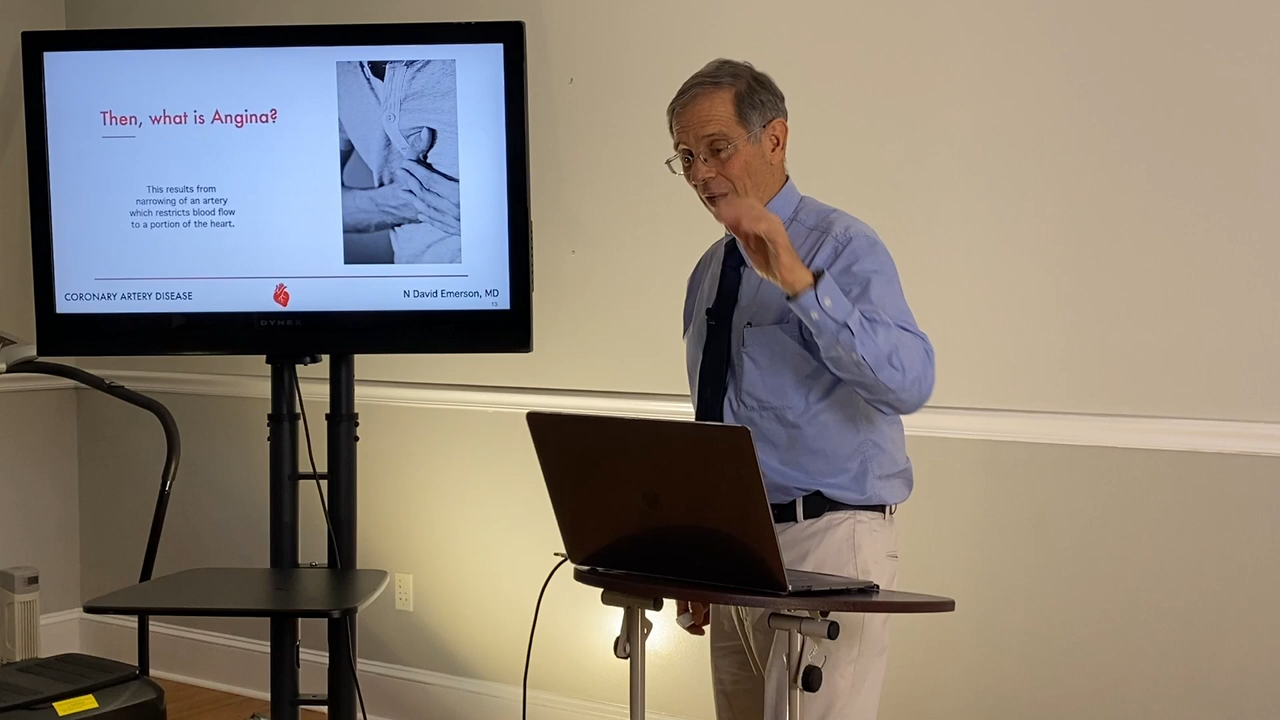 Then, what is Angina?
This results from
narrowing of an artery
which restricts blood flow
to a portion of the heart.
CORONARY ARTERY DISEASE
N David Emerson, MD
13
DYNEX